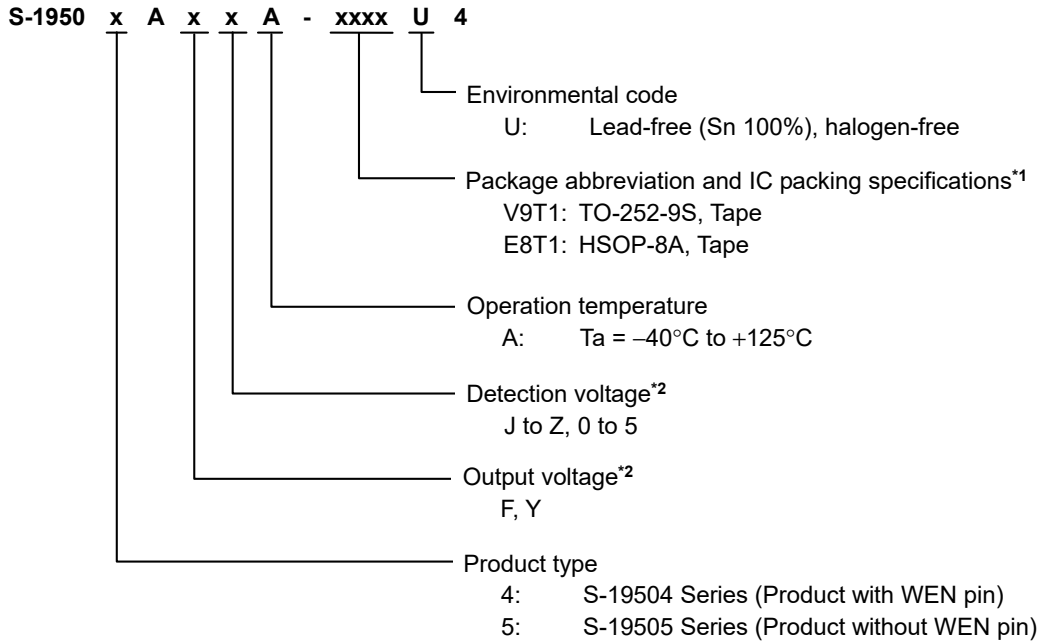 S-1950 x A x x A - xxxx U 4
Environmental code
U: Lead-free (Sn 100%), halogen-free
Package abbreviation and IC packing specifications*1
V9T1: TO-252-9S, Tape
E8T1: HSOP-8A, Tape
Operation temperature
A: Ta = −40°C to +125°C
Detection voltage*2
J to Z, 0 to 5
Output voltage*2
F, Y
Product type
4: S-19504 Series (Product with WEN pin)
5: S-19505 Series (Product without WEN pin)